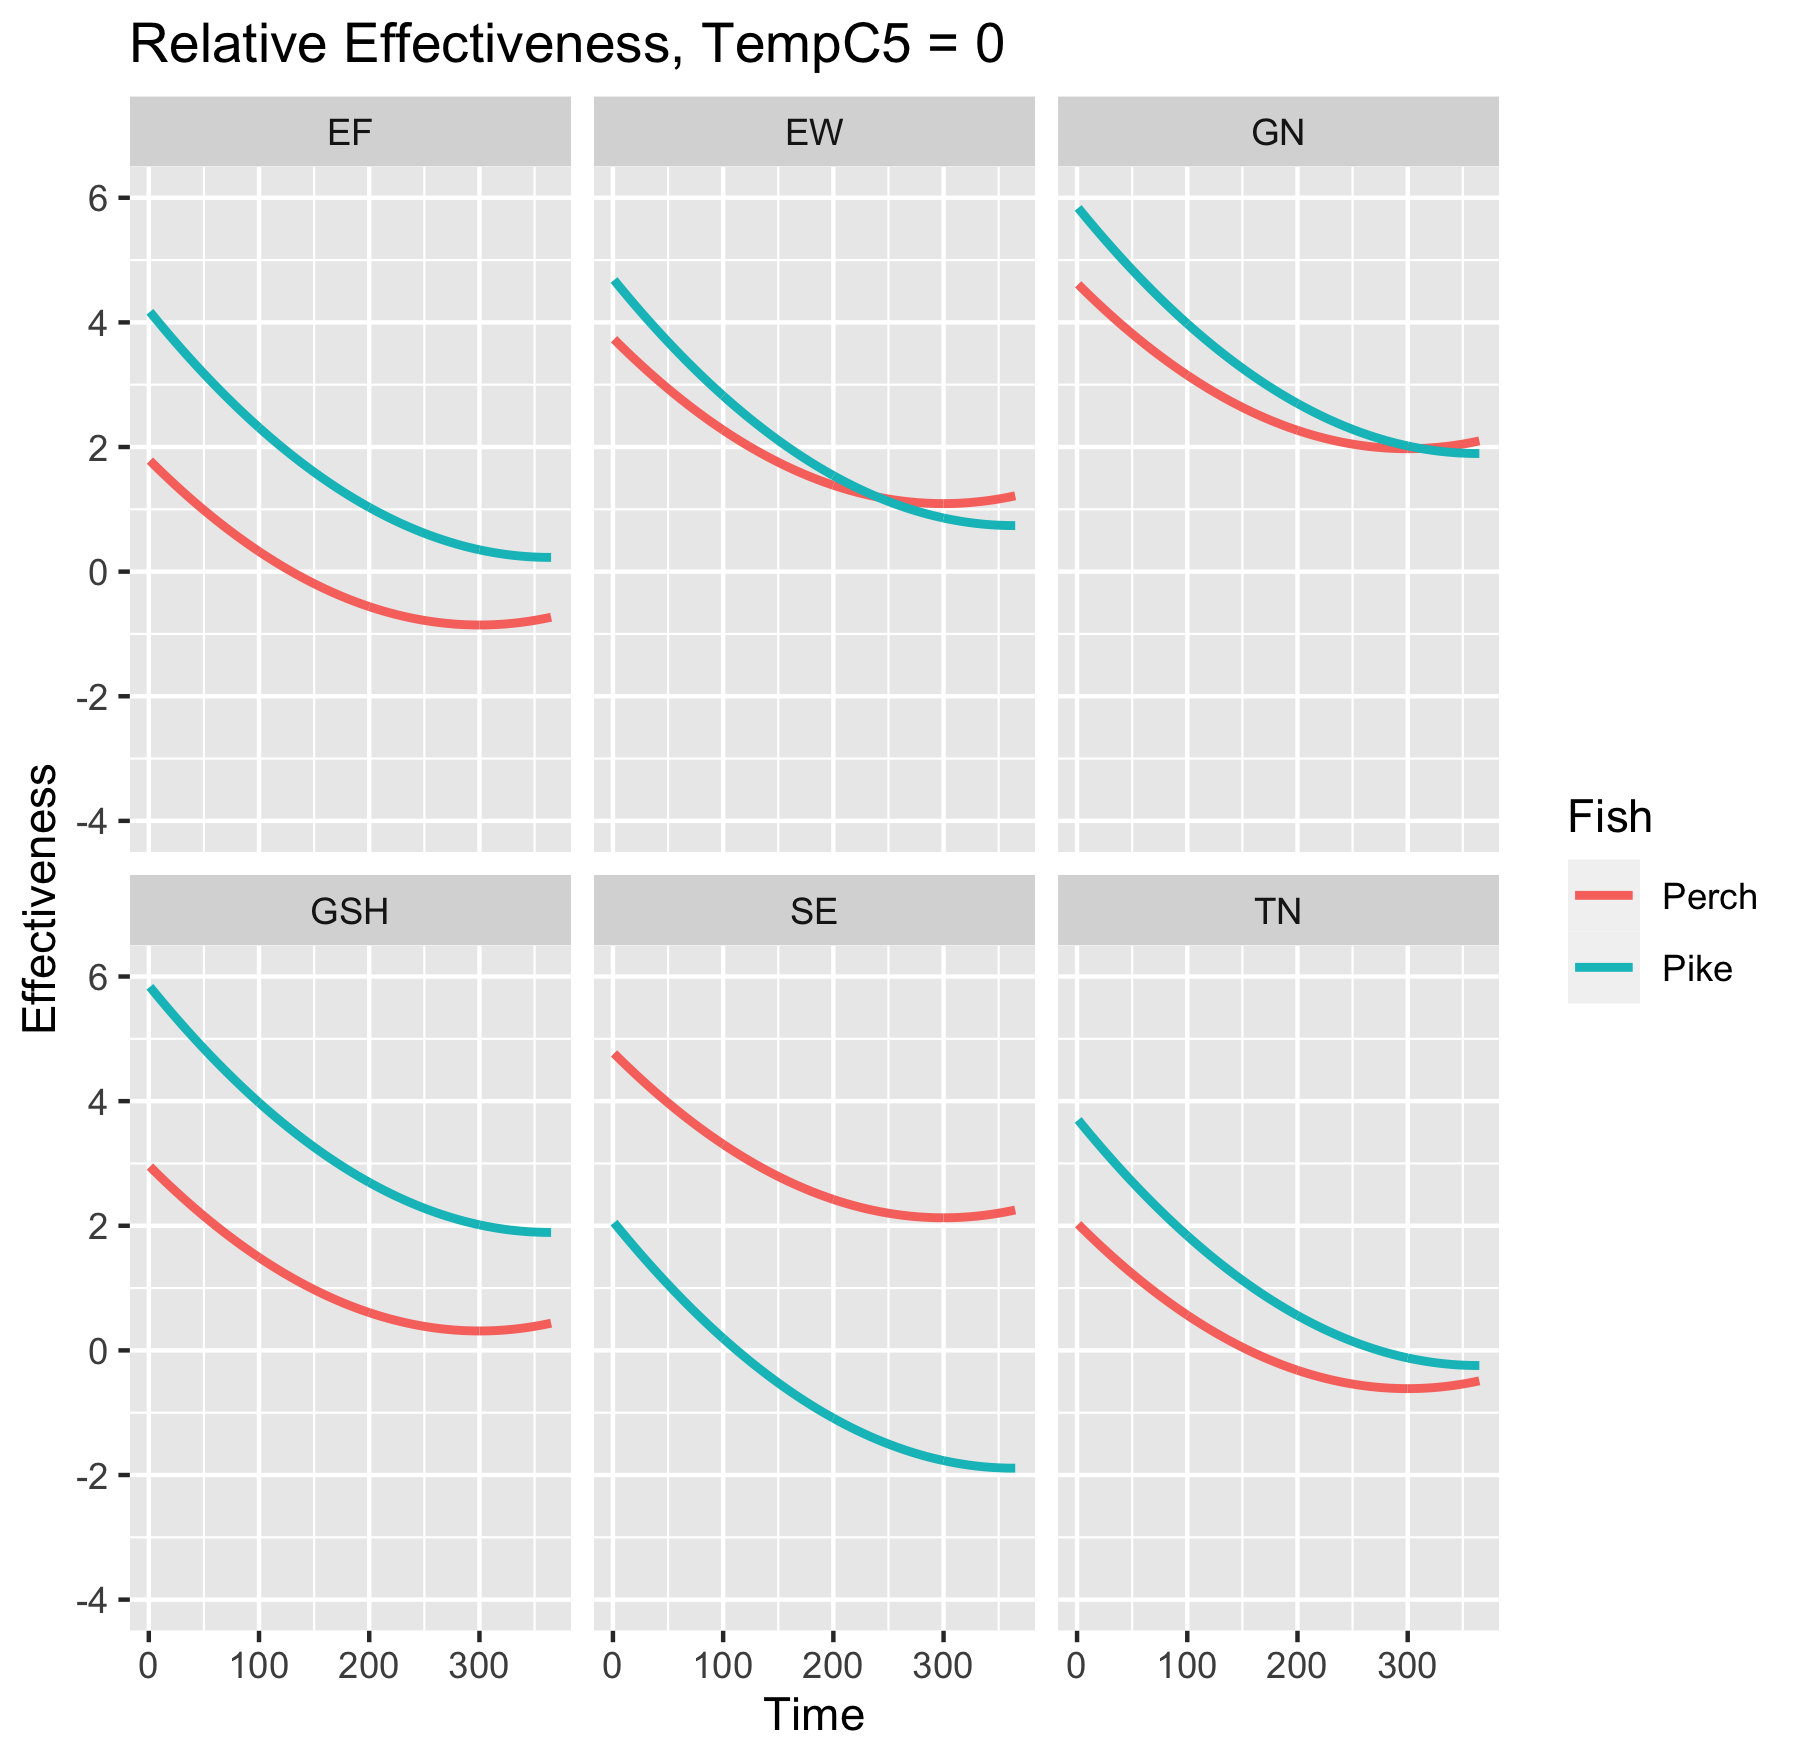 Relative Effectiveness, TempC5 = 0
EF
EW
GN
6
4
2
0
-2
-4
GSH
SE
TN
6
4
2
0
-2
-4
0 100 200 300
0 100 200 300
0 100 200 300
Time
Effectiveness
Fish
Perch
Pike